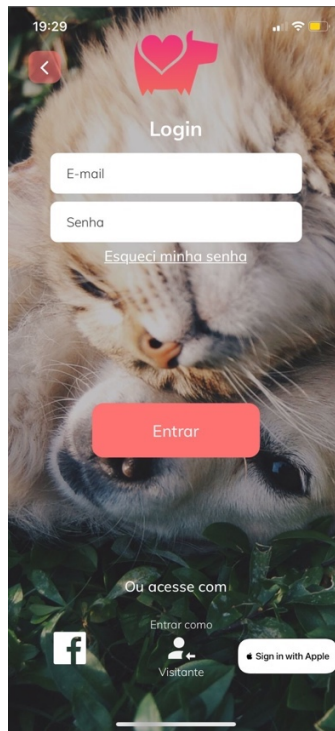 19:29
Login
E-mail
Senha
Esqueci minha senha
Entrar
Ou acesse com
Entrar como
Visitante
Sign in with Apple